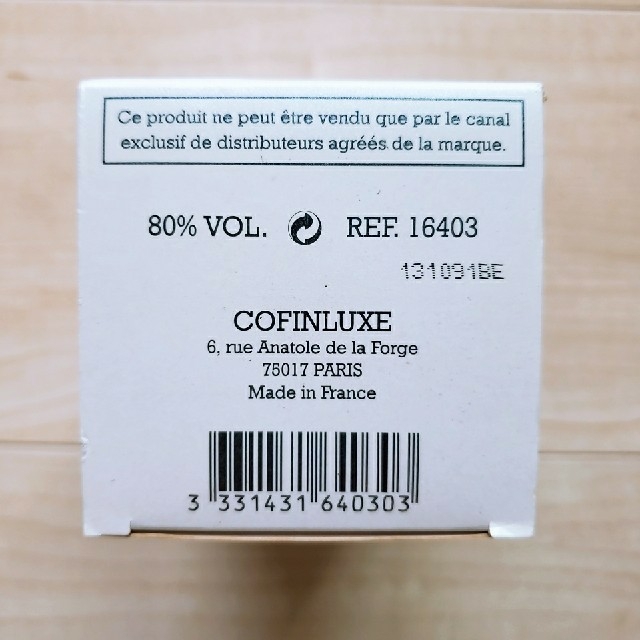 Ce produit ne peut être vendu que par le canal
exclusif de distributeurs agréés de la marque.
80% VOL. REF. 16403
131091BE
COFINLUXE
6, rue Anatole de la Forge
75017 PARIS
Made in France
3 331431 640303